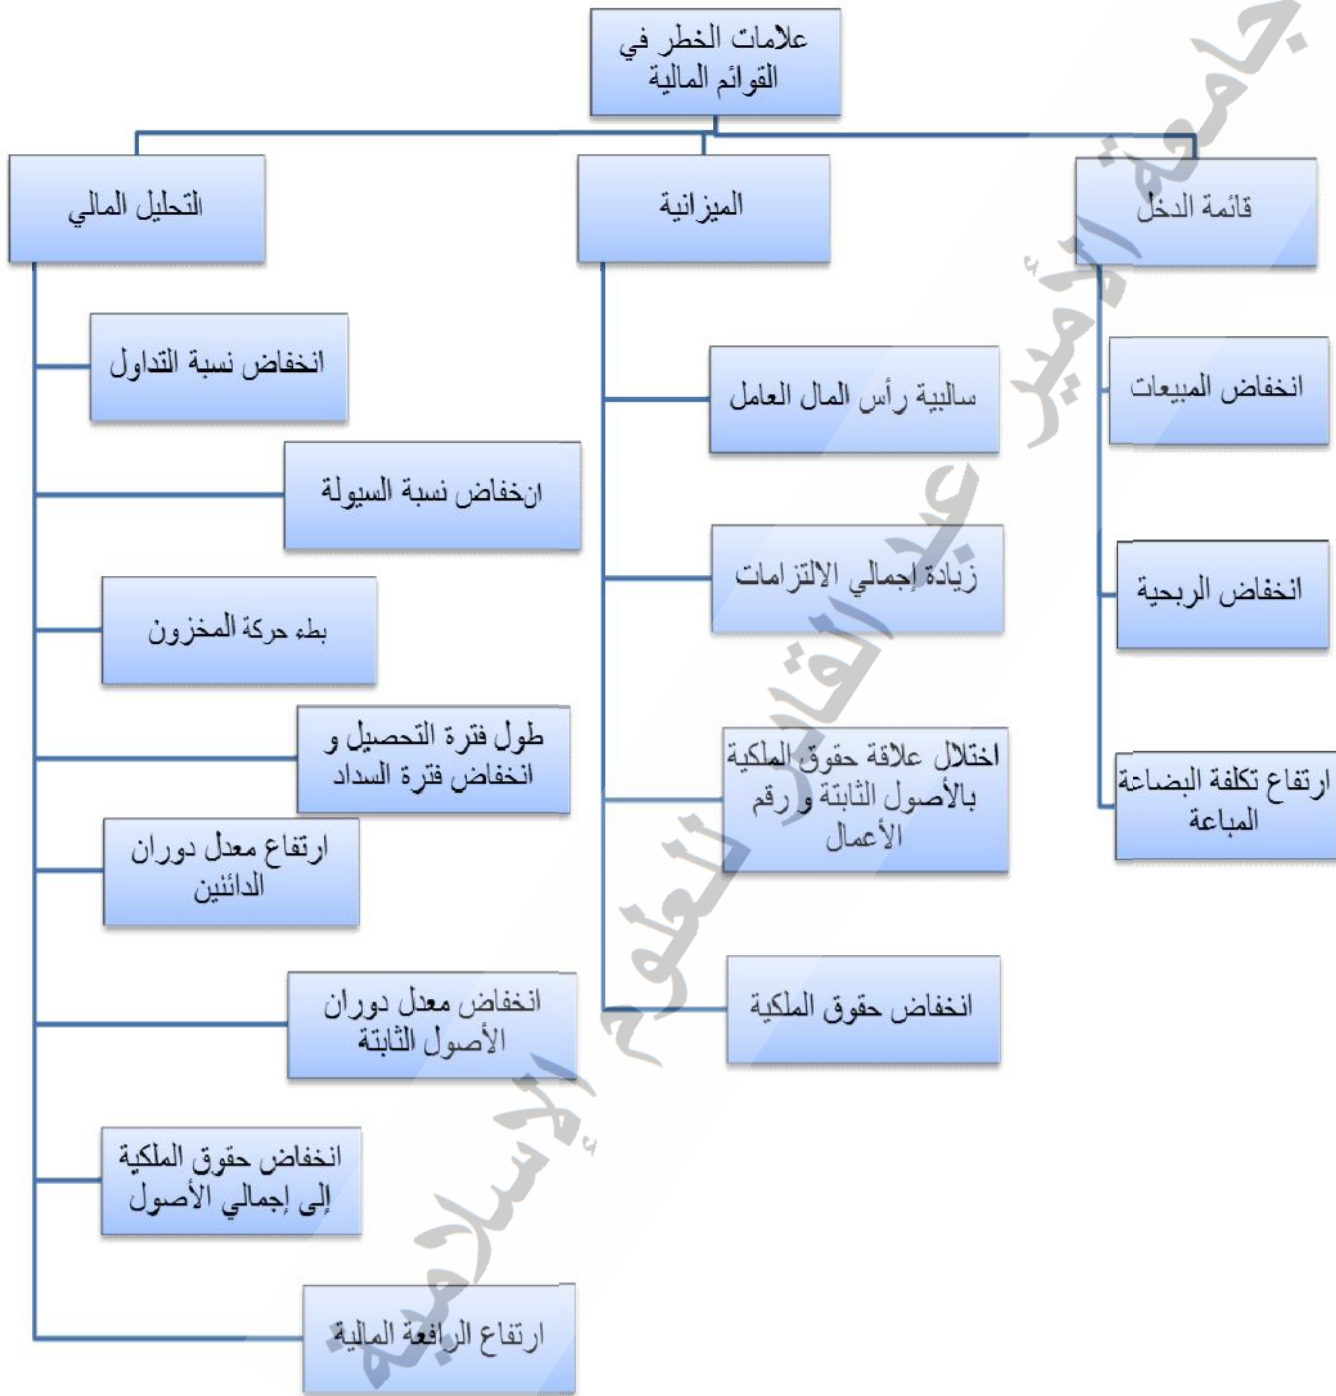 علامات الخطر في
القوائم المالية
قائمة الدخل
انخفاض المبيعات
انخفاض الربحية
ارتفاع تكلفة البضاعة
المباعة
الميزانية
سالبية رأس المال العامل
زيادة إجمالي الالتزامات
اختلال علاقة حقوق الملكية
بالأصول الثابتة و رقم
الأعمال
انخفاض حقوق الملكية
التحليل المالي
انخفاض نسبة التداول
انخفاض نسبة السيولة
بطء حركة المخزون
طول فترة التحصيل و
انخفاض فترة السداد
ارتفاع معدل دوران
الدائنين
انخفاض معدل دوران
الأصول الثابتة
انخفاض حقوق الملكية
إلى إجمالي الأصول
ارتفاع الرافعة المالية
جامعة الأمير عبد القادر للعلوم الإسلامية